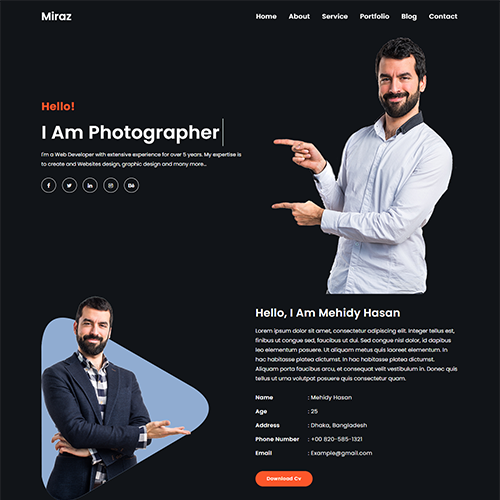 Miraz
Home About Service Portfolio Blog Contact
Hello!
I Am Photographer
I'm a Web Developer with extensive experience for over 5 years. My expertise is
to create and Websites design, graphic design and many more...
Hello, I Am Mehidy Hasan
Lorem ipsum dolor sit amet, consectetur adipiscing elit. Integer tellus est,
finibus ut consequat feugiat, faucibus ut dui. Sed congue nisl dolor, id dapibus
leo elementum posuere. Ut aliquam metus quis laoreet elementum. In
hac habitasse platea dictumst. In hac habitasse platea dictumst.
Aliquam porta faucibus arcu, et consequat velit vestibulum in. Donec quis
tellus ut urna volutpat posuere quis consectetur quam.
Name : Mehidy Hasan
Age : 25
Address : Dhaka, Bangladesh
Phone Number : +00 820-585-1321
Email : Example@gmail.com
Download Cv